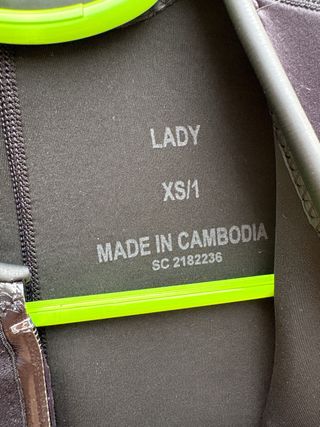 LADY
XS/1
MADE IN CAMBODIA
SC 2182236